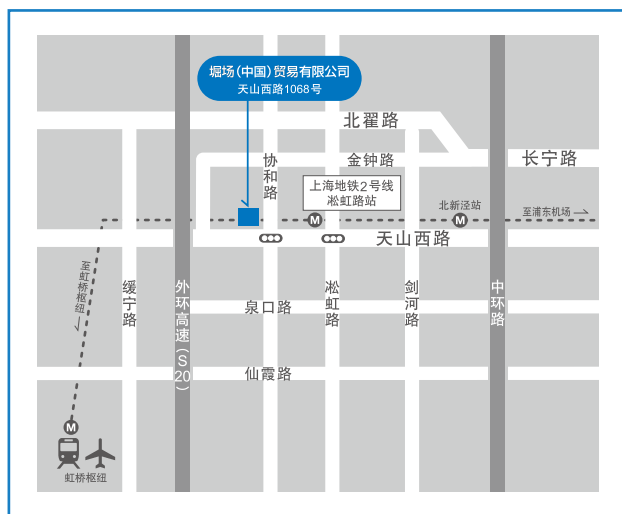 堀场(中国)贸易有限公司
天山西路1068号
北翟路
协和路
金钟路
长宁路
上海地铁2号线
淞虹路站
北新泾站
至浦东机场
M
M
天山西路
至虹桥枢纽
缓宁路
外环高速(S20)
泉口路
淞虹路
剑河路
中环路
仙霞路
M
虹桥枢纽